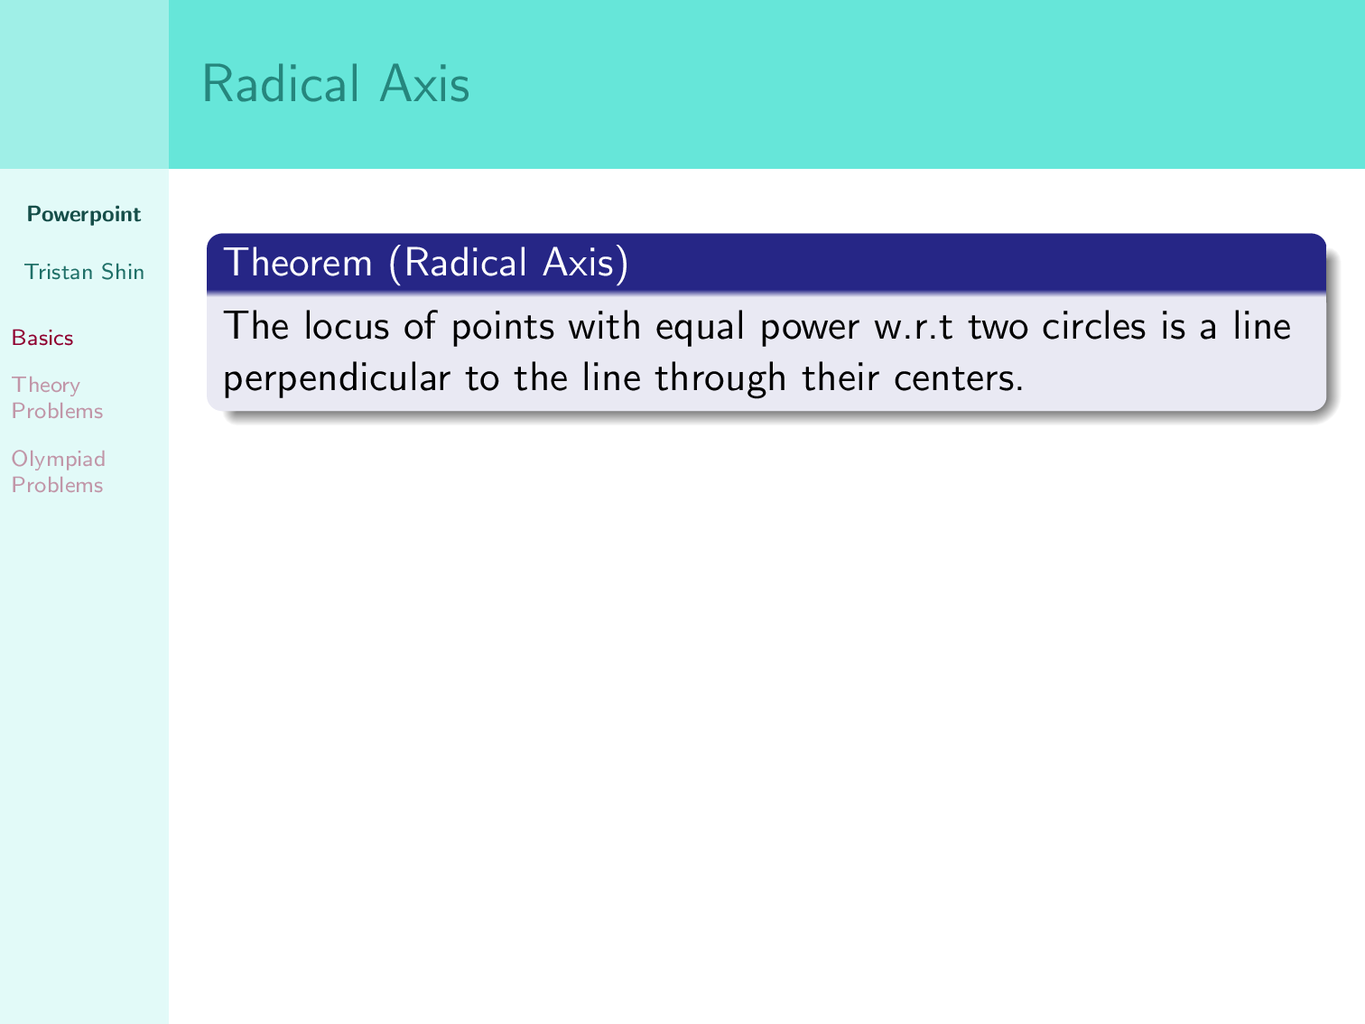 Radical Axis
Powerpoint
Tristan Shin
Basics
Theory
Problems
Olympiad
Problems
Theorem (Radical Axis)
The locus of points with equal power w.r.t two circles is a line
perpendicular to the line through their centers.